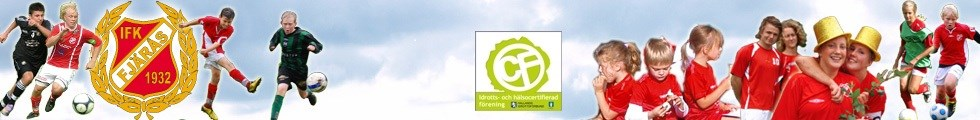 IFK
FJÄRÅS
1932
CF
idrotts- och hälsocertifierad
förening